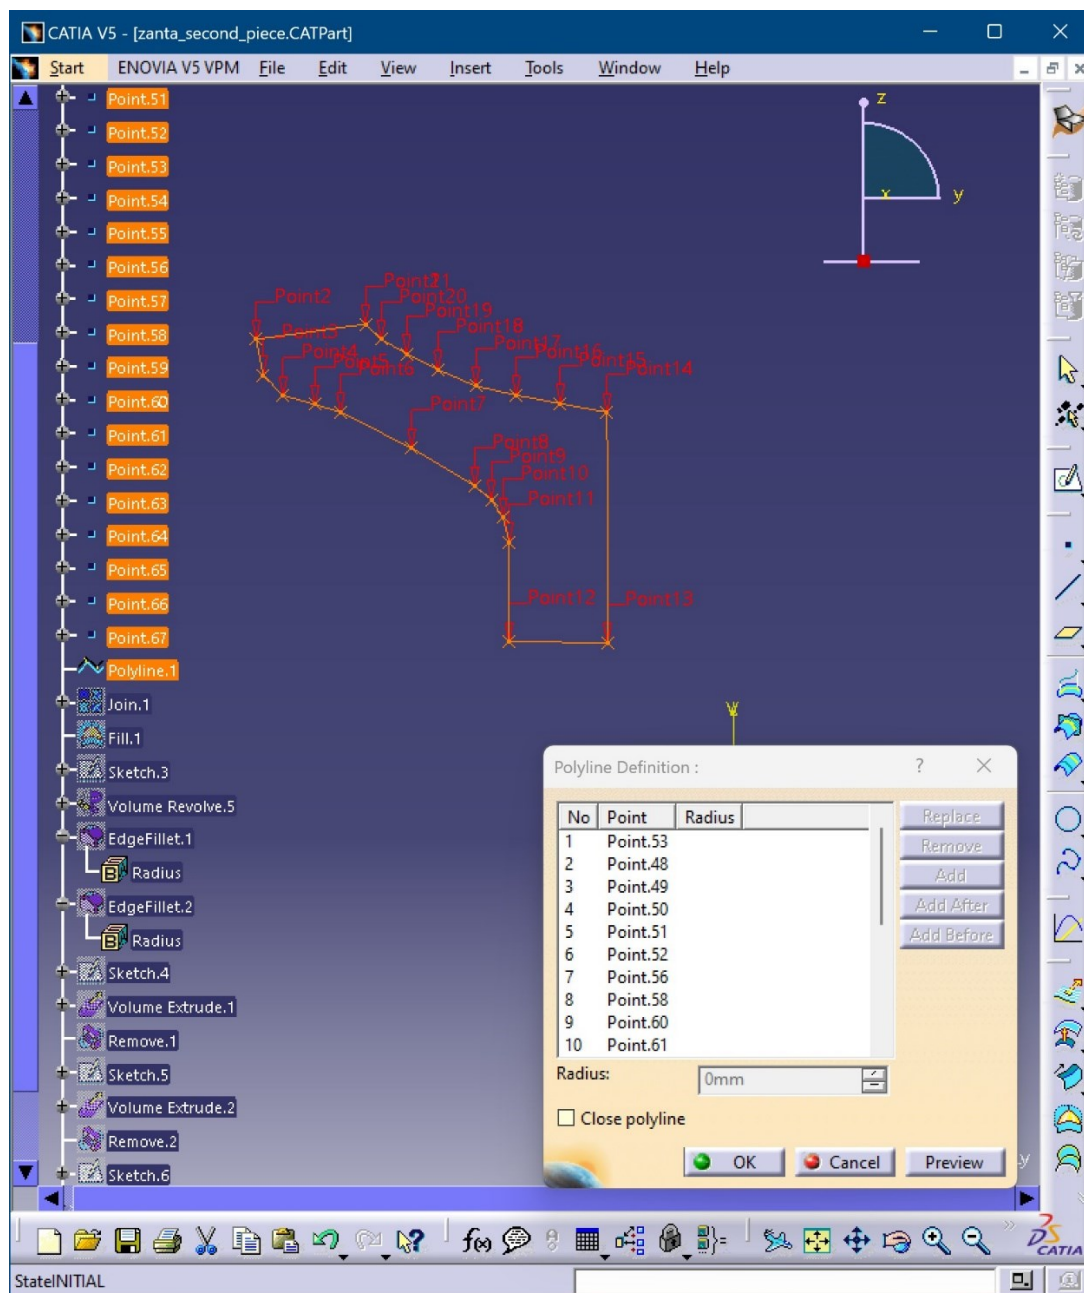 CATIA V5 - [zanta_second_piece.CATPart]
Start ENOVIA V5 VPM File Edit View Insert Tools Window Help
Point.51
Point.52
Point.53
Point.54
Point.55
Point.56
Point.57
Point.58
Point.59
Point.60
Point.61
Point.62
Point.63
Point.64
Point.65
Point.66
Point.67
Polyline.1
Join.1
Fill.1
Sketch.3
Volume Revolve.5
EdgeFillet.1
Radius
EdgeFillet.2
Radius
Sketch.4
Volume Extrude.1
Remove.1
Sketch.5
Volume Extrude.2
Remove.2
Sketch.6
z
x
y
Point2
Point20
Point19
Point18
Point17
Point16
Point15
Point14
Point3
Point4
Point5
Point6
Point7
Point8
Point9
Point10
Point11
Point12
Point13
y
Polyline Definition : ?
No Point Radius
1 Point.53
2 Point.48
3 Point.49
4 Point.50
5 Point.51
6 Point.52
7 Point.56
8 Point.58
9 Point.60
10 Point.61
Replace
Remove
Add
Add After
Add Before
Radius: 0mm
Close polyline
OK Cancel Preview
f(x)
CATIA
StateINITIAL